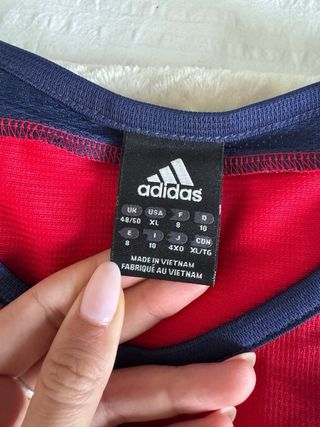 adidas
UK USA F D
48/50 XL 8 10
E I J CDN
8 10 4XO XL/TG
MADE IN VIETNAM
FABRIQUÉ AU VIETNAM